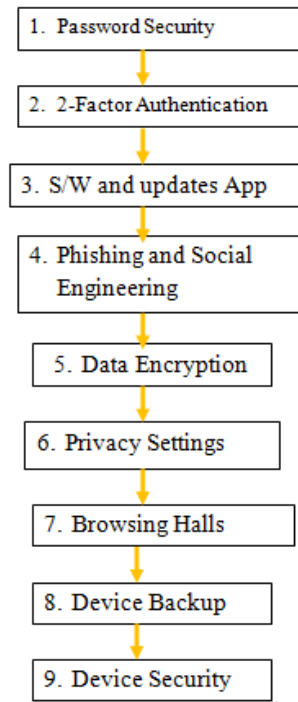 1. Password Security
2. 2-Factor Authentication
3. S/W and updates App
4. Phishing and Social
Engineering
5. Data Encryption
6. Privacy Settings
7. Browsing Halls
8. Device Backup
9. Device Security